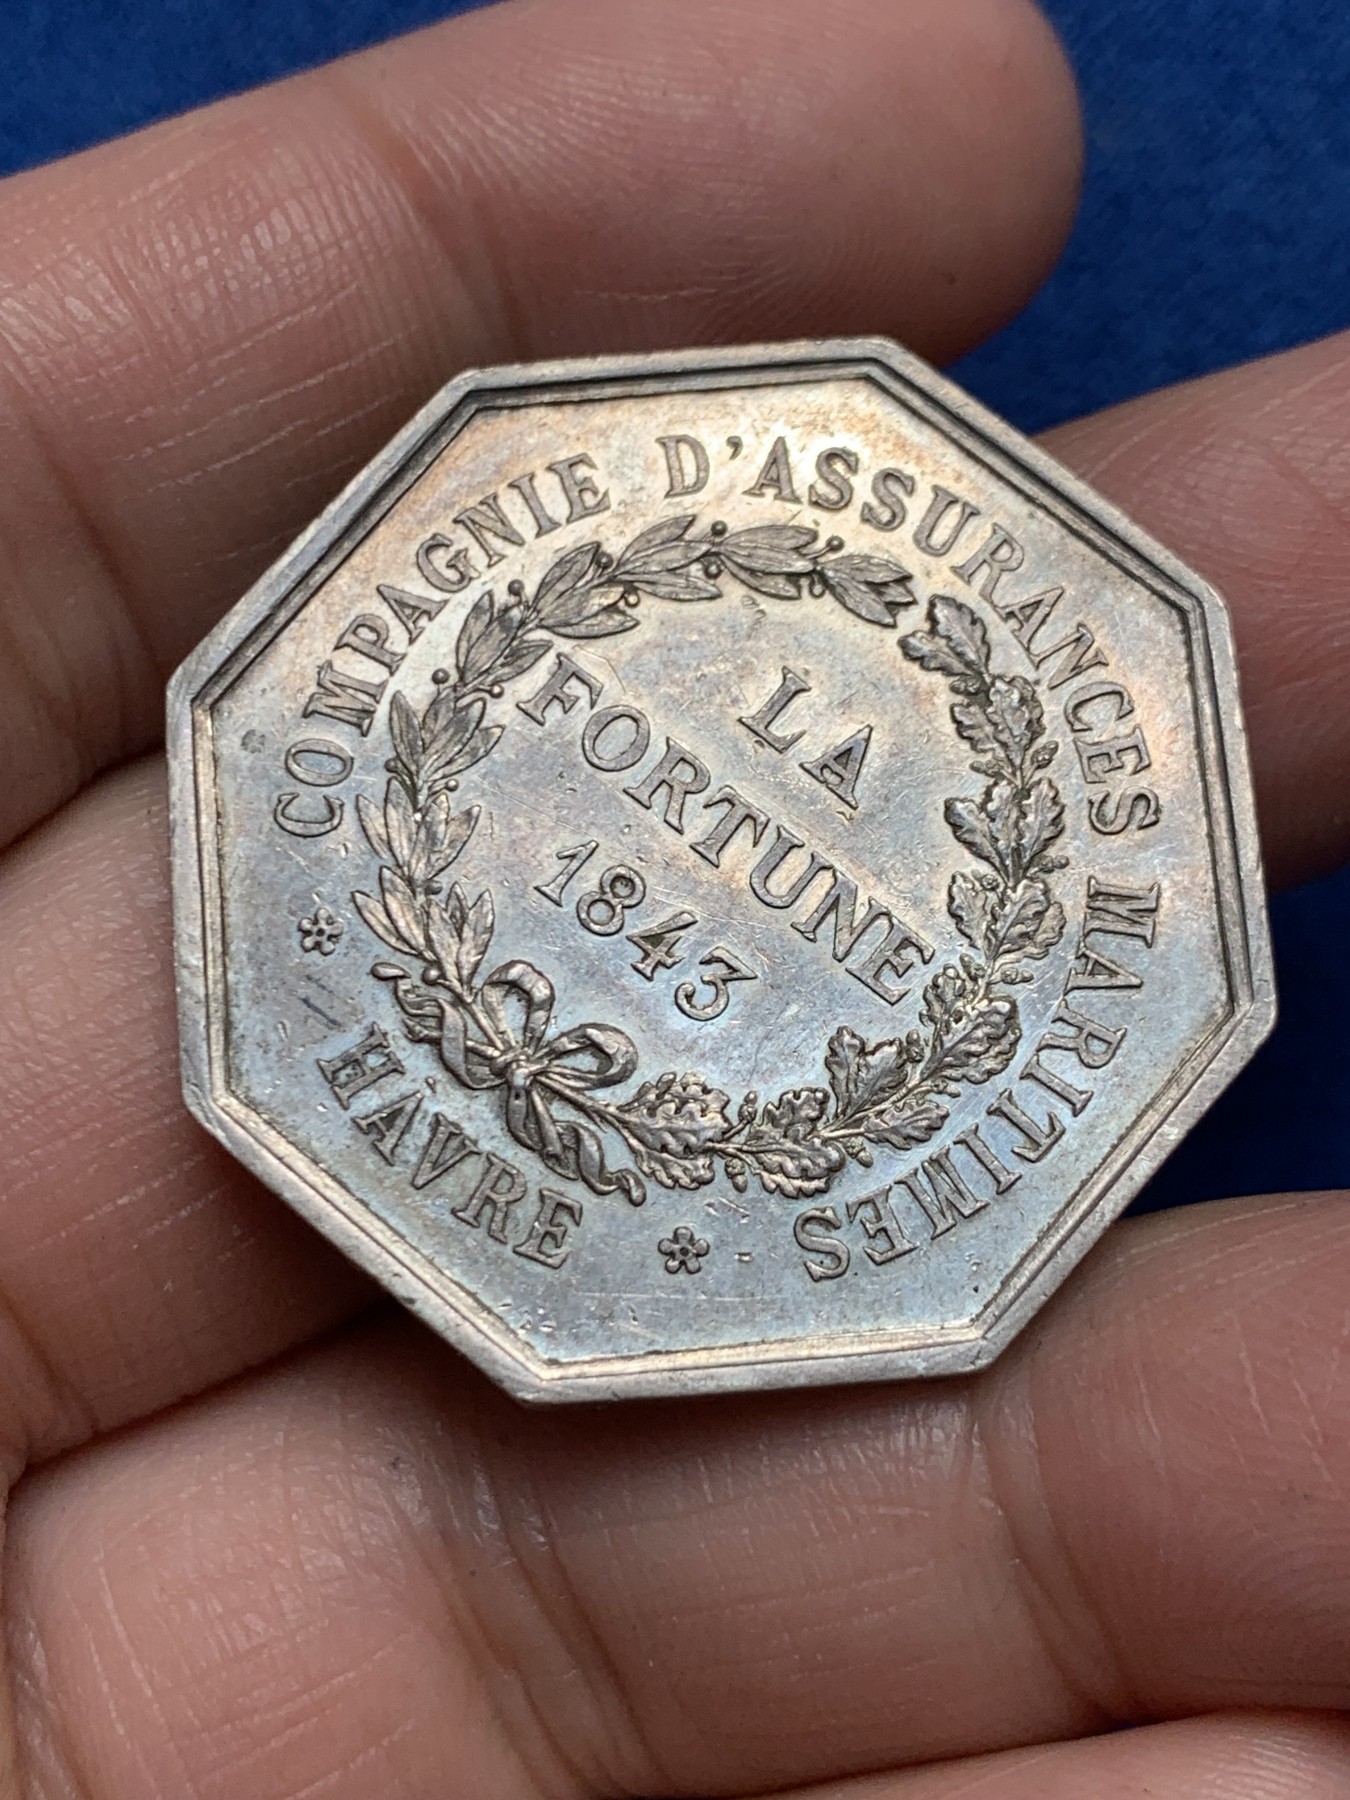 COMPAGNIE D'ASSURANCES MARITIMES
LA
FORTUNE
1843
HAVRE